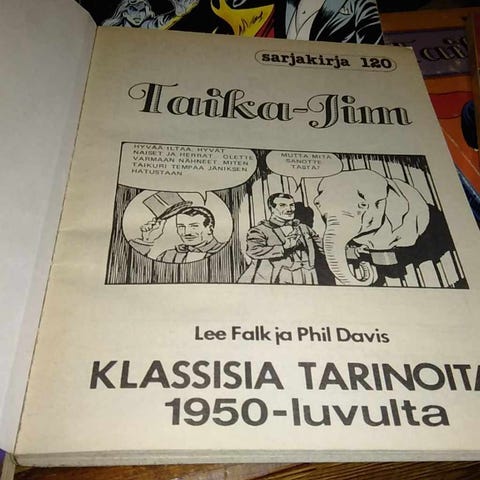 sarjakirja 120
Taika-Jim
HYVÄÄ ILTAA, HYVÄT
NAISET JA HERRAT... OLETTE
VARMAAN NÄHNEET, MITEN
TAIKURI TEMPAA JÄNIKSEN
HATUSTAAN...
MUTTA MITÄ
SANOTTE
TÄSTÄ?
Lee Falk ja Phil Davis
KLASSISIA TARINOITA
1950-luvulta